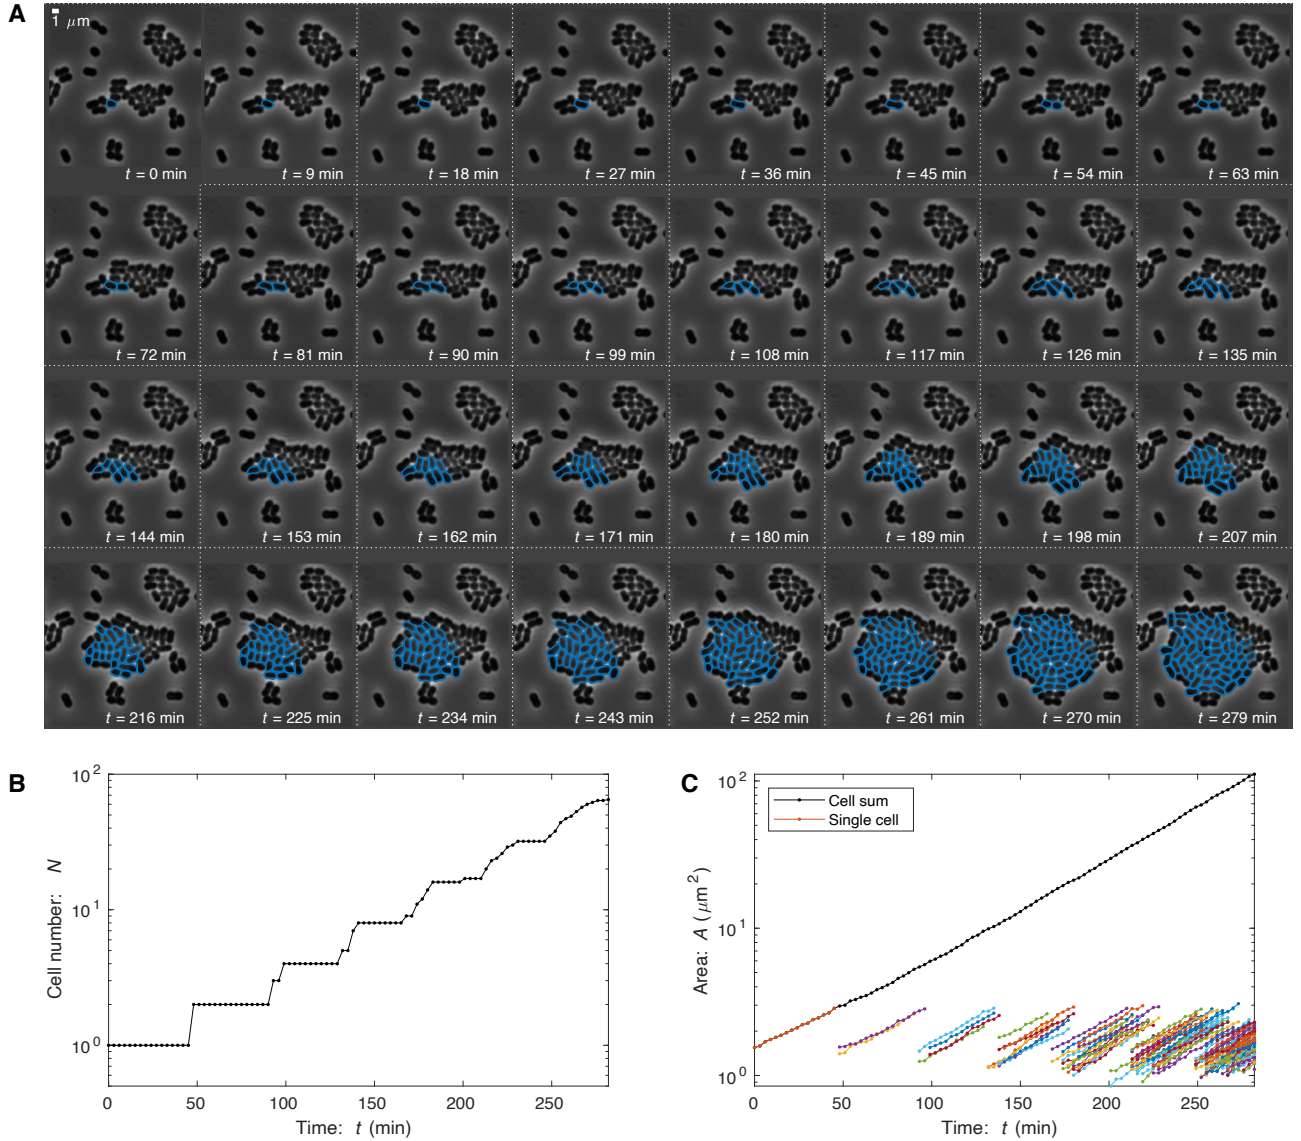 A
1 μm
t = 0 min
t = 9 min
t = 18 min
t = 27 min
t = 36 min
t = 45 min
t = 54 min
t = 63 min
t = 72 min
t = 81 min
t = 90 min
t = 99 min
t = 108 min
t = 117 min
t = 126 min
t = 135 min
t = 144 min
t = 153 min
t = 162 min
t = 171 min
t = 180 min
t = 189 min
t = 198 min
t = 207 min
t = 216 min
t = 225 min
t = 234 min
t = 243 min
t = 252 min
t = 261 min
t = 270 min
t = 279 min
B
Cell number: N
10^2
10^1
10^0
0 50 100 150 200 250
Time: t (min)
C
Area: A (μm^2)
10^2
10^1
10^0
Cell sum
Single cell
0 50 100 150 200 250
Time: t (min)